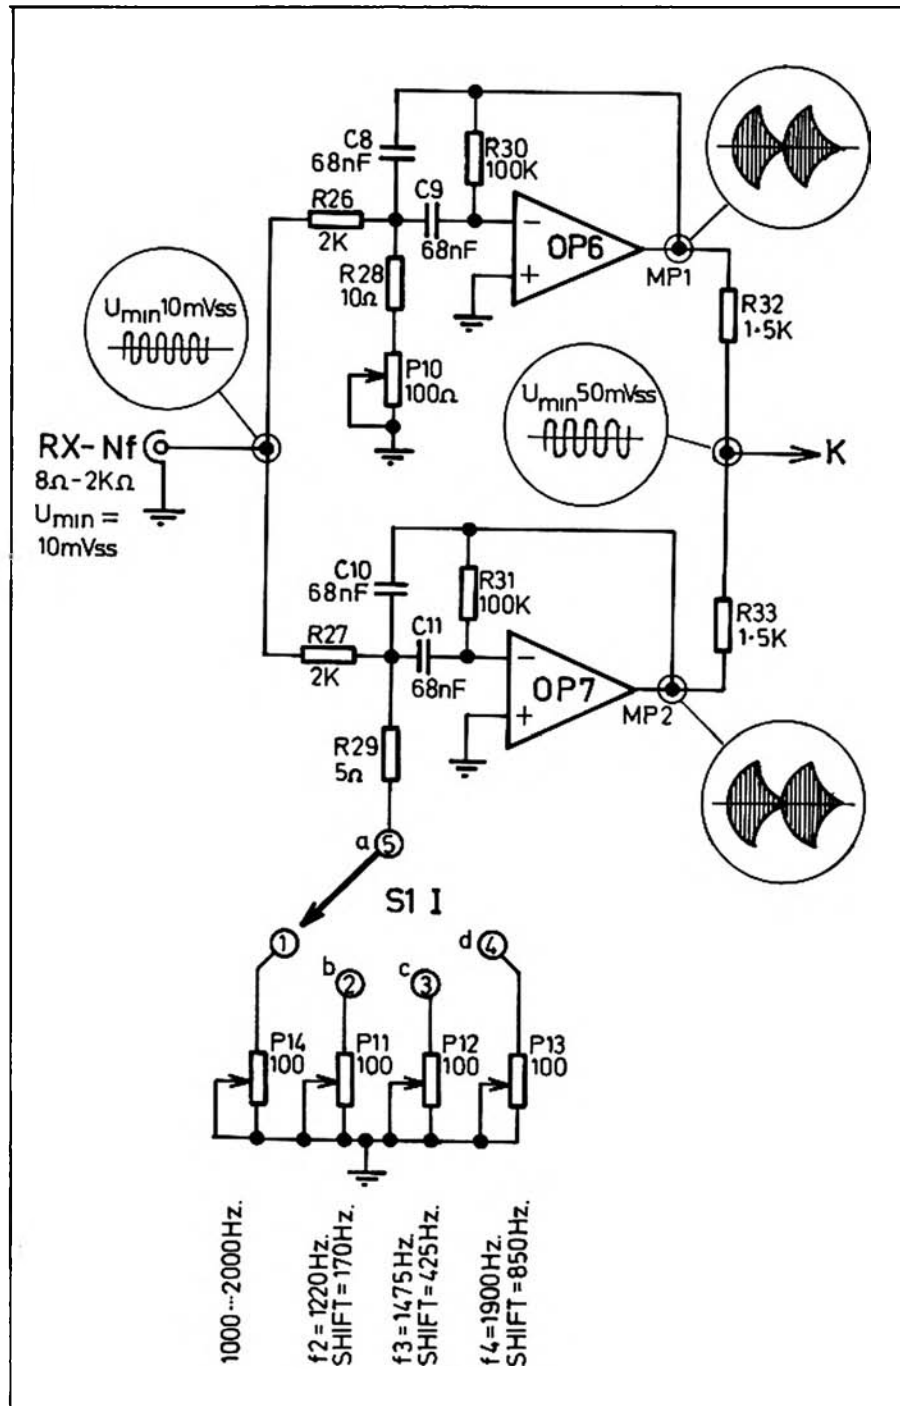 C8
68nF
R30
100K
R26
2K
C9
68nF
−
OP6
+
MP1
R28
10Ω
R32
1·5K
Umin10mVss
P10
100Ω
Umin50mVss
RX-Nf
8Ω-2KΩ
Umin =
10mVss
K
C10
68nF
R31
100K
R27
2K
C11
68nF
−
OP7
+
MP2
R33
1·5K
R29
5Ω
a 5
S1 I
1
b 2
c 3
d 4
P14
100
P11
100
P12
100
P13
100
1000···2000Hz.
f2=1220Hz.
SHIFT=170Hz.
f3=1475Hz.
SHIFT=425Hz.
f4=1900Hz.
SHIFT=850Hz.